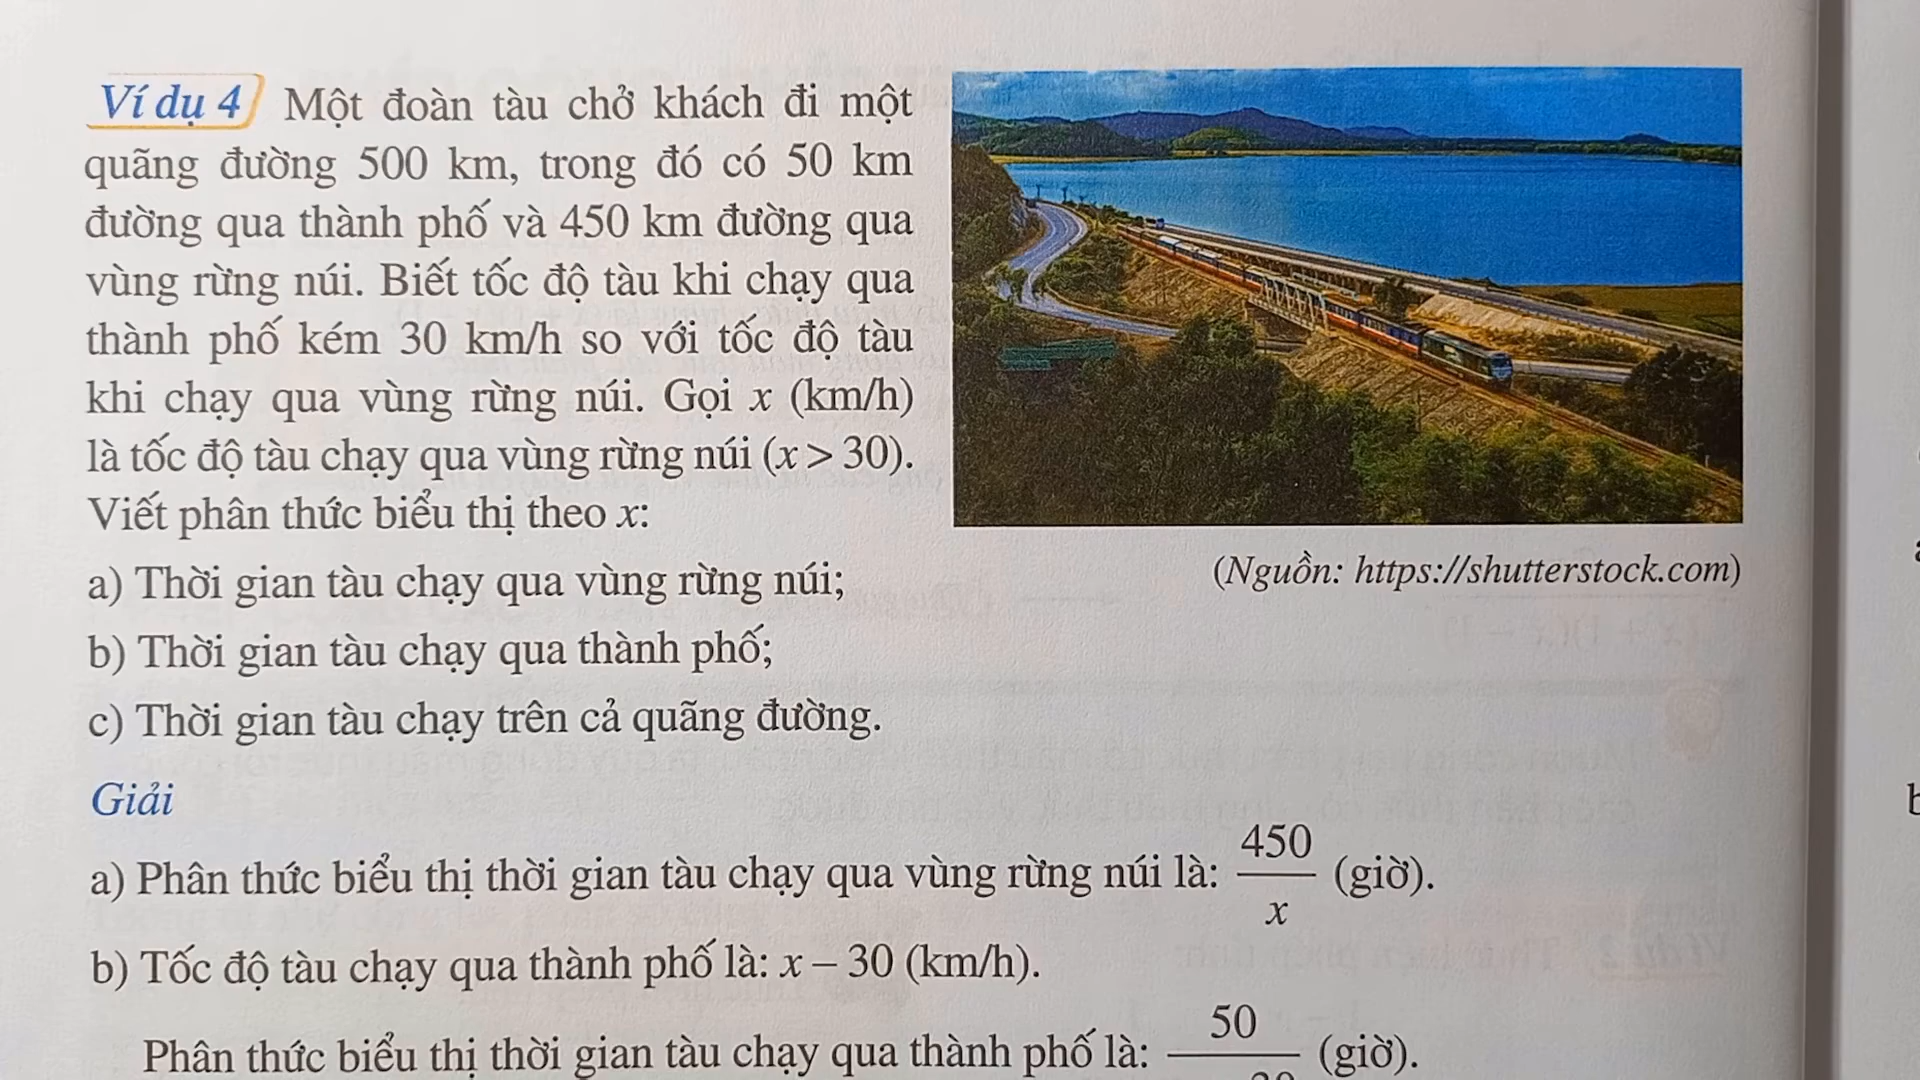 Ví dụ 4 Một đoàn tàu chở khách đi một
quãng đường 500 km, trong đó có 50 km
đường qua thành phố và 450 km đường qua
vùng rừng núi. Biết tốc độ tàu khi chạy qua
thành phố kém 30 km/h so với tốc độ tàu
khi chạy qua vùng rừng núi. Gọi x (km/h)
là tốc độ tàu chạy qua vùng rừng núi (x > 30).
Viết phân thức biểu thị theo x:
(Nguồn: https://shutterstock.com)
a) Thời gian tàu chạy qua vùng rừng núi;
b) Thời gian tàu chạy qua thành phố;
c) Thời gian tàu chạy trên cả quãng đường.
Giải
a) Phân thức biểu thị thời gian tàu chạy qua vùng rừng núi là: 450/x (giờ).
b) Tốc độ tàu chạy qua thành phố là: x – 30 (km/h).
Phân thức biểu thị thời gian tàu chạy qua thành phố là: 50 (giờ).